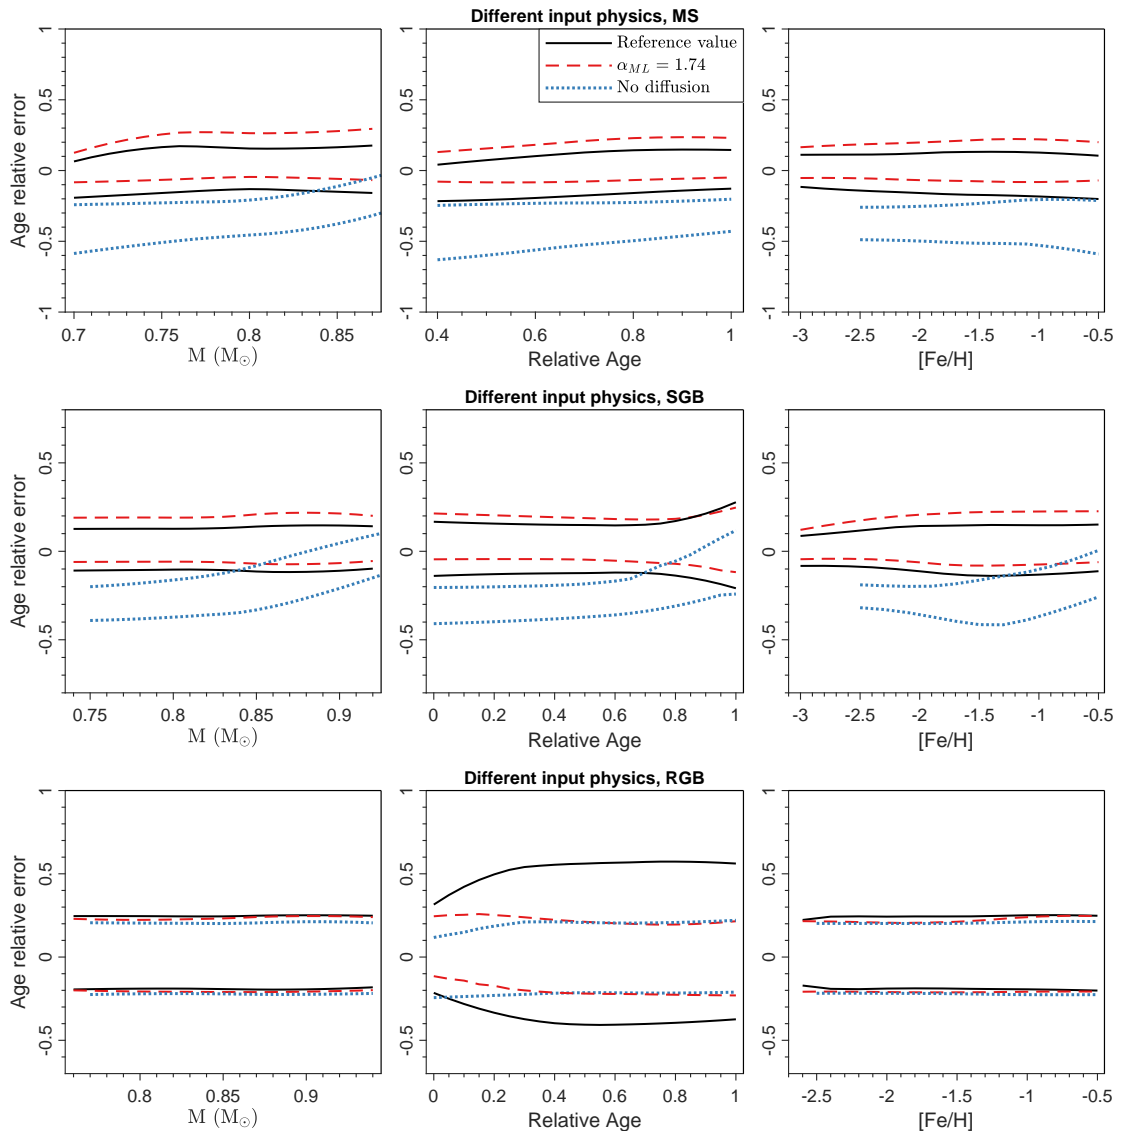 Different input physics, MS
Reference value
α_ML = 1.74
No diffusion
Age relative error
1
0.5
0
-0.5
-1
0.7 0.75 0.8 0.85
M (M⊙)
1
0.5
0
-0.5
-1
0.4 0.6 0.8 1
Relative Age
1
0.5
0
-0.5
-1
-3 -2.5 -2 -1.5 -1 -0.5
[Fe/H]
Different input physics, SGB
Age relative error
0.5
0
-0.5
0.75 0.8 0.85 0.9
M (M⊙)
0.5
0
-0.5
0 0.2 0.4 0.6 0.8 1
Relative Age
0.5
0
-0.5
-3 -2.5 -2 -1.5 -1 -0.5
[Fe/H]
Different input physics, RGB
Age relative error
1
0.5
0
-0.5
0.8 0.9
M (M⊙)
1
0.5
0
-0.5
0 0.2 0.4 0.6 0.8 1
Relative Age
1
0.5
0
-0.5
-2.5 -2 -1.5 -1 -0.5
[Fe/H]